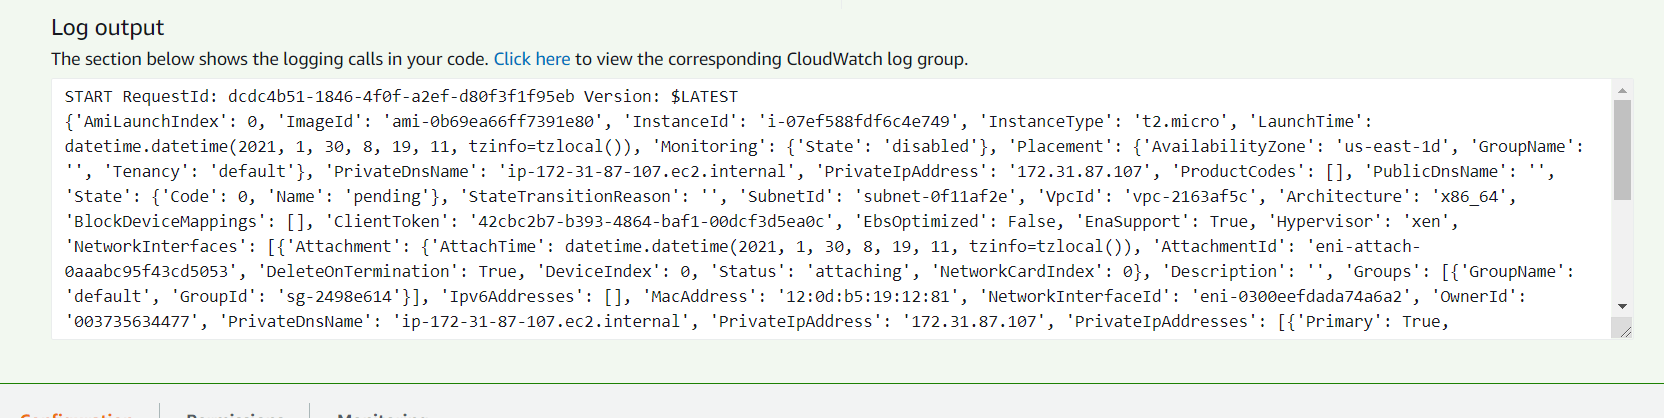 Log output
The section below shows the logging calls in your code. Click here to view the corresponding CloudWatch log group.
START RequestId: dcdc4b51-1846-4f0f-a2ef-d80f3f1f95eb Version: $LATEST
{'AmiLaunchIndex': 0, 'ImageId': 'ami-0b69ea66ff7391e80', 'InstanceId': 'i-07ef588fdf6c4e749', 'InstanceType': 't2.micro', 'LaunchTime':
datetime.datetime(2021, 1, 30, 8, 19, 11, tzinfo=tzlocal()), 'Monitoring': {'State': 'disabled'}, 'Placement': {'AvailabilityZone': 'us-east-1d', 'GroupName':
'', 'Tenancy': 'default'}, 'PrivateDnsName': 'ip-172-31-87-107.ec2.internal', 'PrivateIpAddress': '172.31.87.107', 'ProductCodes': [], 'PublicDnsName': '',
'State': {'Code': 0, 'Name': 'pending'}, 'StateTransitionReason': '', 'SubnetId': 'subnet-0f11af2e', 'VpcId': 'vpc-2163af5c', 'Architecture': 'x86_64',
'BlockDeviceMappings': [], 'ClientToken': '42cbc2b7-b393-4864-baf1-00dcf3d5ea0c', 'EbsOptimized': False, 'EnaSupport': True, 'Hypervisor': 'xen',
'NetworkInterfaces': [{'Attachment': {'AttachTime': datetime.datetime(2021, 1, 30, 8, 19, 11, tzinfo=tzlocal()), 'AttachmentId': 'eni-attach-
0aaabc95f43cd5053', 'DeleteOnTermination': True, 'DeviceIndex': 0, 'Status': 'attaching', 'NetworkCardIndex': 0}, 'Description': '', 'Groups': [{'GroupName':
'default', 'GroupId': 'sg-2498e614'}], 'Ipv6Addresses': [], 'MacAddress': '12:0d:b5:19:12:81', 'NetworkInterfaceId': 'eni-0300eefdada74a6a2', 'OwnerId':
'003735634477', 'PrivateDnsName': 'ip-172-31-87-107.ec2.internal', 'PrivateIpAddress': '172.31.87.107', 'PrivateIpAddresses': [{'Primary': True,
Configuration Permissions Monitoring